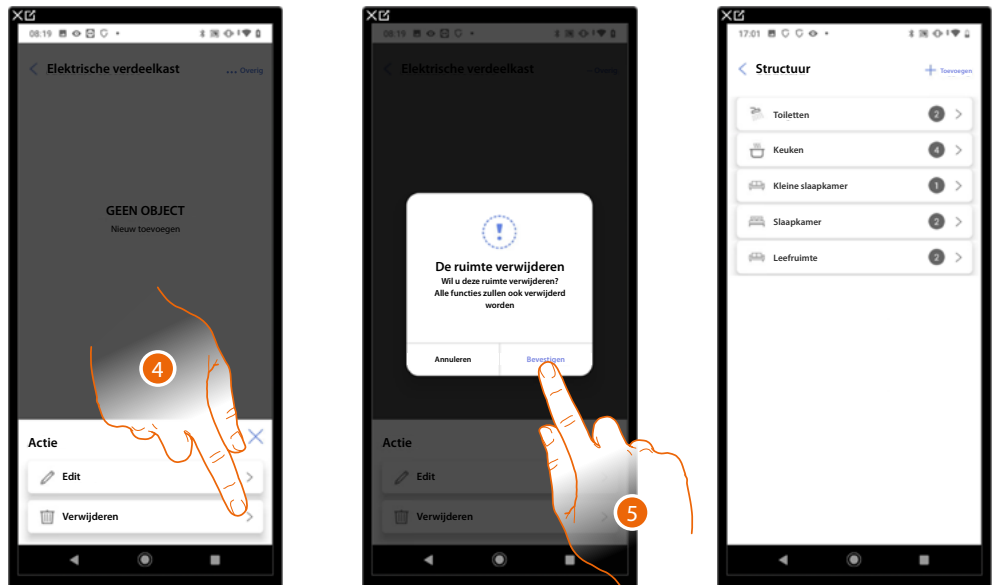 08:19
Elektrische verdeelkast
... Overig
GEEN OBJECT
Nieuw toevoegen
4
Actie
Edit
Verwijderen
08:19
Elektrische verdeelkast
Overig
De ruimte verwijderen
Wil u deze ruimte verwijderen?
Alle functies zullen ook verwijderd
worden
Annuleren
Bevestigen
Actie
Edit
Verwijderen
5
17:01
Structuur
+ Toevoegen
Toiletten 2
Keuken 4
Kleine slaapkamer 1
Slaapkamer 2
Leefruimte 2